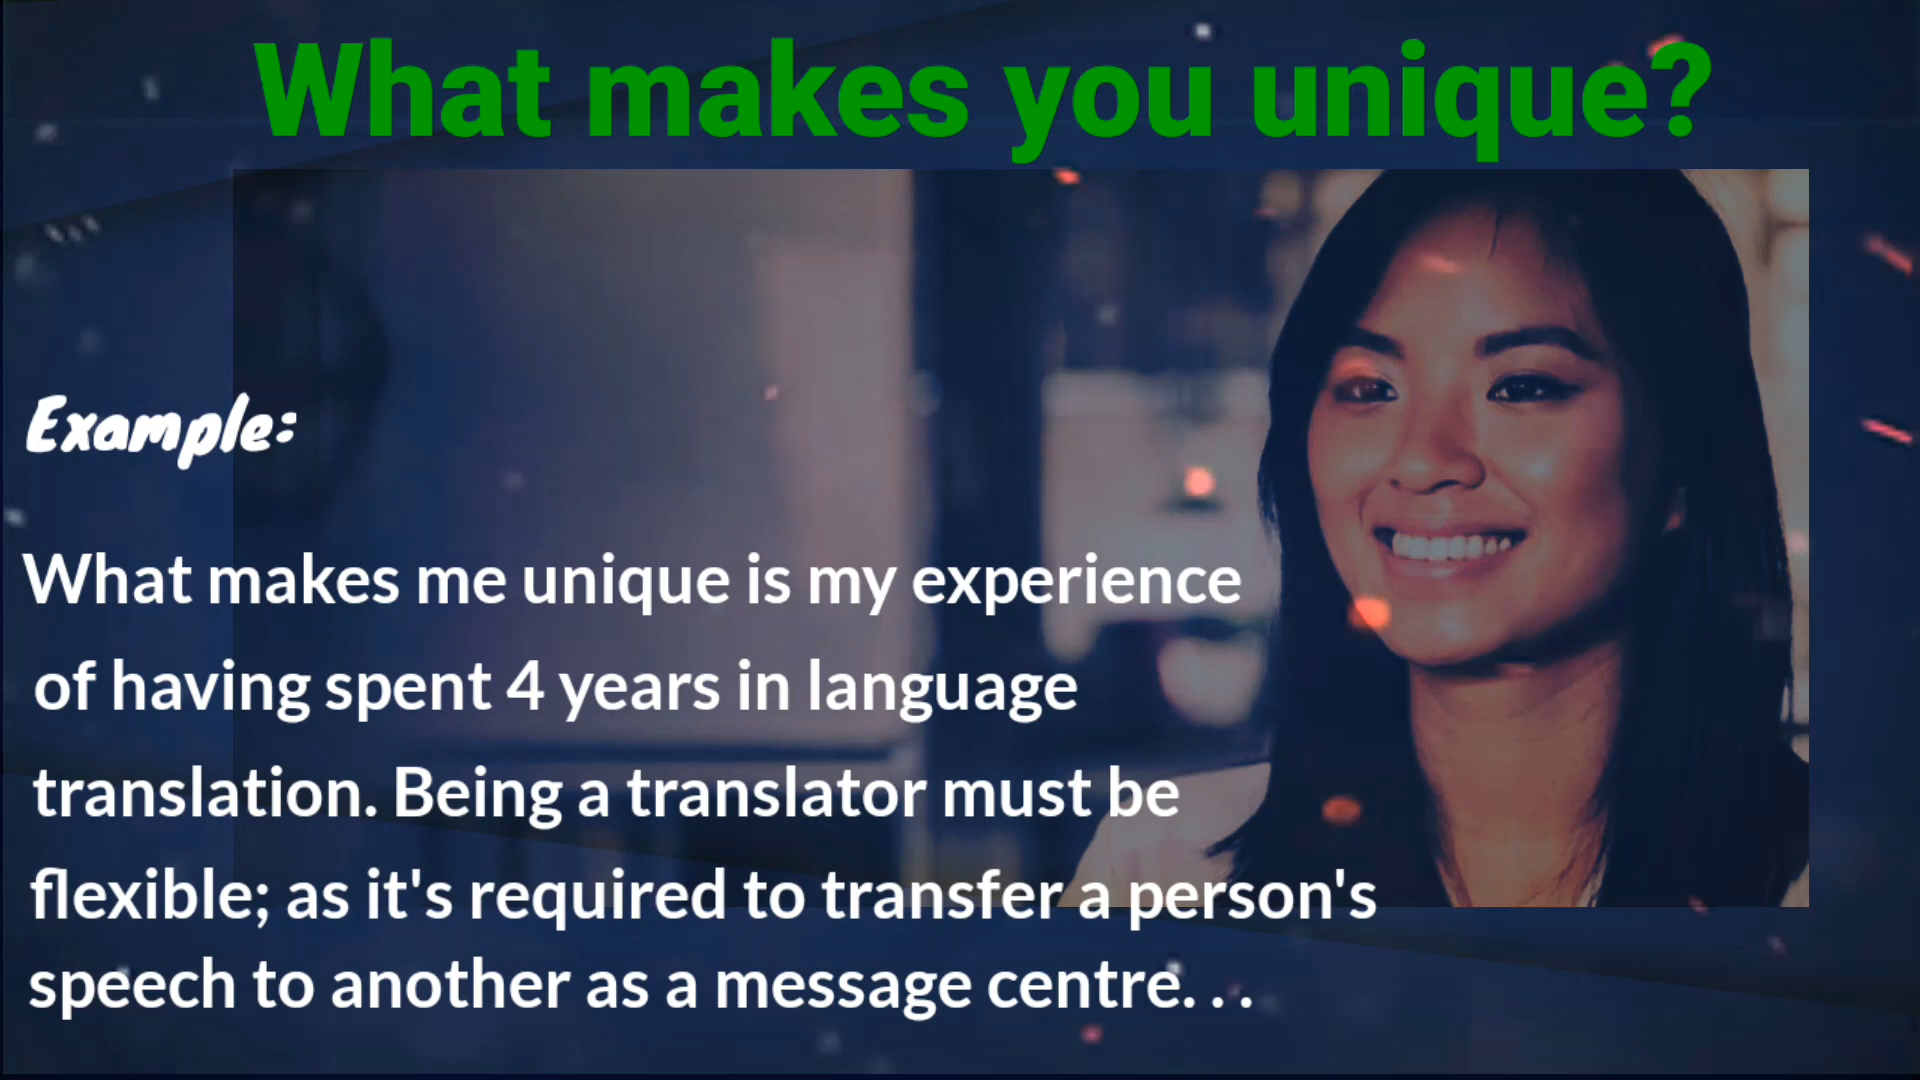 What makes you unique?
Example:
What makes me unique is my experience
of having spent 4 years in language
translation. Being a translator must be
flexible; as it's required to transfer a person's
speech to another as a message centre. . .